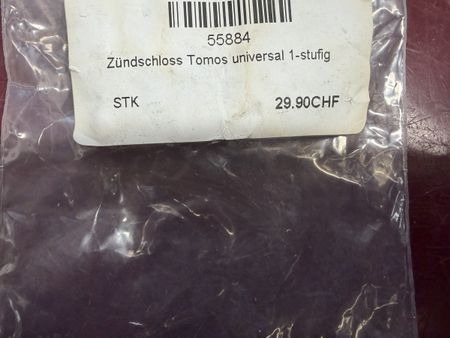 55884
Zündschloss Tomos universal 1-stufig
STK 29.90CHF